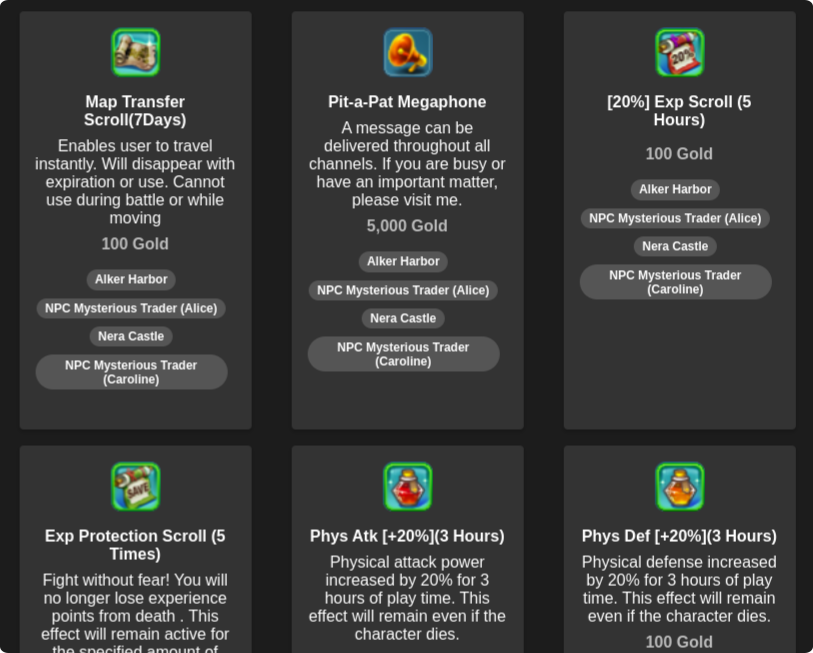 Map Transfer
Scroll(7Days)
Enables user to travel
instantly. Will disappear with
expiration or use. Cannot
use during battle or while
moving
100 Gold
Alker Harbor
NPC Mysterious Trader (Alice)
Nera Castle
NPC Mysterious Trader
(Caroline)
Pit-a-Pat Megaphone
A message can be
delivered throughout all
channels. If you are busy or
have an important matter,
please visit me.
5,000 Gold
Alker Harbor
NPC Mysterious Trader (Alice)
Nera Castle
NPC Mysterious Trader
(Caroline)
20%
[20%] Exp Scroll (5
Hours)
100 Gold
Alker Harbor
NPC Mysterious Trader (Alice)
Nera Castle
NPC Mysterious Trader
(Caroline)
SAVE
Exp Protection Scroll (5
Times)
Fight without fear! You will
no longer lose experience
points from death . This
effect will remain active for
the specified amount of
Phys Atk [+20%](3 Hours)
Physical attack power
increased by 20% for 3
hours of play time. This
effect will remain even if the
character dies.
Phys Def [+20%](3 Hours)
Physical defense increased
by 20% for 3 hours of play
time. This effect will remain
even if the character dies.
100 Gold